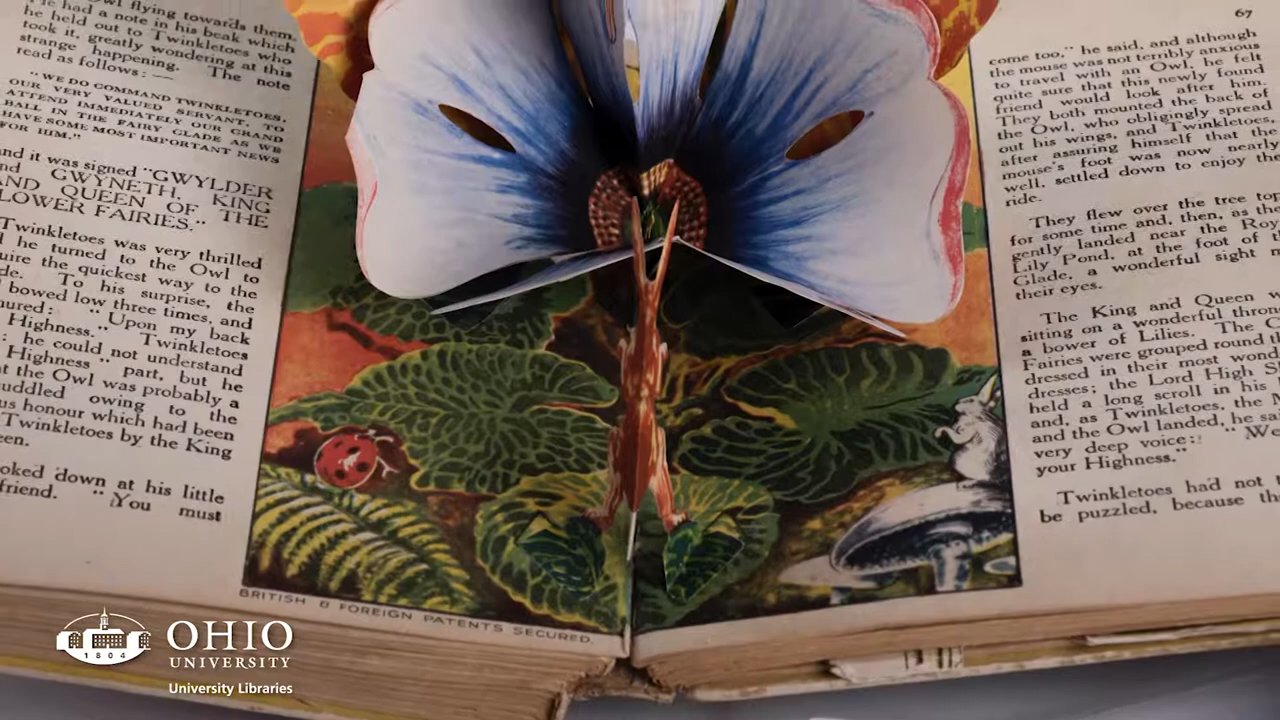 Owl flying towards them.
He had a note in his beak which
he held out to Twinkletoes who
took it, greatly wondering at this
strange happening. The note
read as follows:—
"WE DO COMMAND TWINKLETOES,
OUR VERY VALUED SERVANT, TO
ATTEND IMMEDIATELY OUR GRAND
BALL IN THE FAIRY GLADE AS WE
HAVE SOME MOST IMPORTANT NEWS
FOR HIM."
and it was signed "GWYLDER
GWYNETH, KING
AND QUEEN OF THE
FLOWER FAIRIES."
Twinkletoes was very thrilled
he turned to the Owl to
the quickest way to the
To his surprise, the
bowed low three times, and
"Upon my back
Highness." Twinkletoes
he could not understand
Highness" part, but he
the Owl was probably a
owing to the
honour which had been
Twinkletoes by the King
down at his little
friend. "You must
BRITISH & FOREIGN PATENTS SECURED.
67
come too," he said, and although
the mouse was not terribly anxious
to travel with an Owl, he felt
quite sure that this newly found
friend would look after him
They both mounted the back of
the Owl, who obligingly spread
out his wings, and Twinkletoes,
after assuring himself that the
mouse's foot was now nearly
well, settled down to enjoy the
ride.
They flew over the tree
for some time and, then, as
gently landed near the
Lily Pond, at the foot of
Glade, a wonderful sight
their eyes.
The King and Queen
sitting on a wonderful
a bower of Lilies. The
Fairies were grouped round
dressed in their most
dresses; the Lord High
held a long scroll in his
and, as Twinkletoes, the
and the Owl landed, he
very deep voice: "We
your Highness."
Twinkletoes had not
be puzzled, because
1804
OHIO
UNIVERSITY
University Libraries